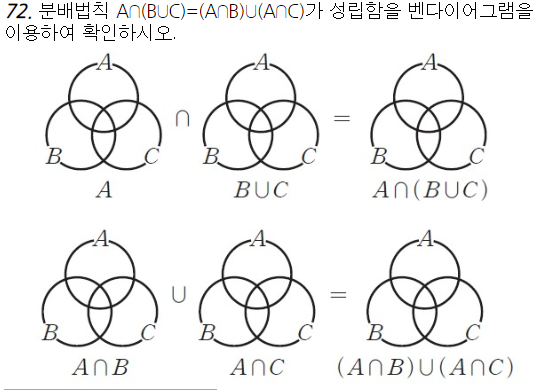 72. 분배법칙 A∩(B∪C)=(A∩B)∪(A∩C)가 성립함을 벤다이어그램을
이용하여 확인하시오.
A A A
∩ =
B C B C B C
A B∪C A∩(B∪C)
A A A
∪ =
B C B C B C
A∩B A∩C (A∩B)∪(A∩C)